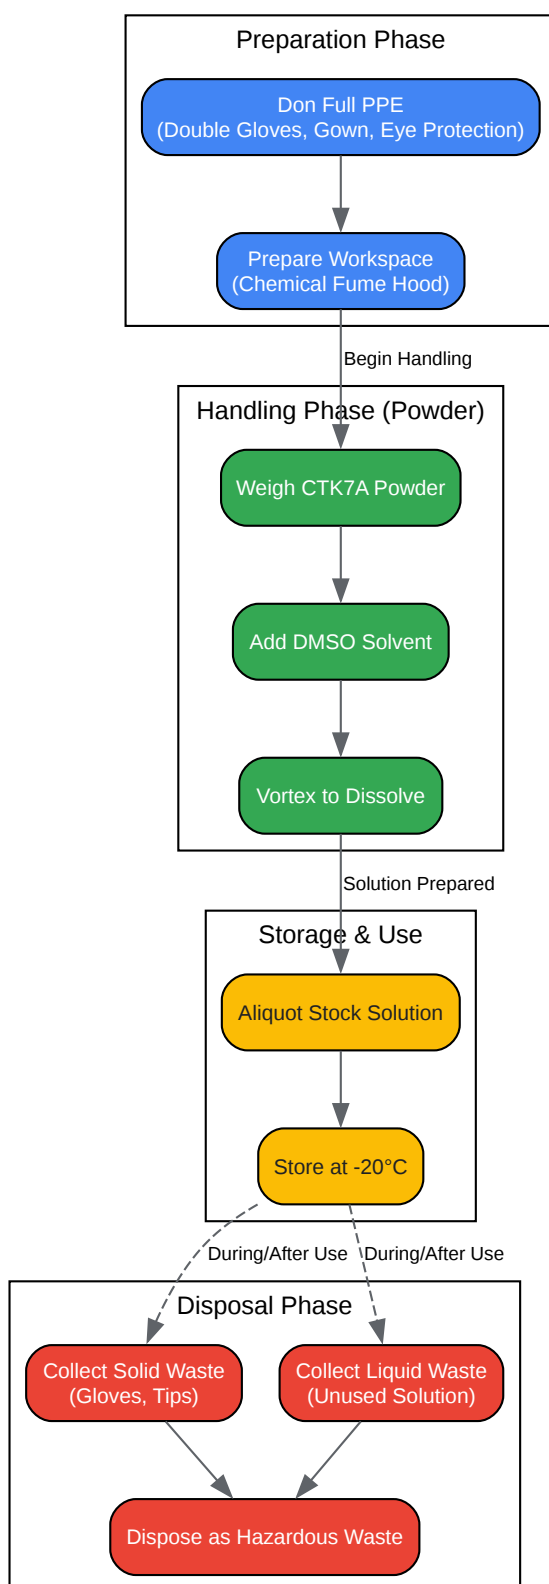 Preparation Phase
Don Full PPE
(Double Gloves, Gown, Eye Protection)
Prepare Workspace
(Chemical Fume Hood)
Begin Handling
Handling Phase (Powder)
Weigh CTK7A Powder
Add DMSO Solvent
Vortex to Dissolve
Solution Prepared
Storage & Use
Aliquot Stock Solution
Store at -20°C
During/After Use
During/After Use
Disposal Phase
Collect Solid Waste
(Gloves, Tips)
Collect Liquid Waste
(Unused Solution)
Dispose as Hazardous Waste